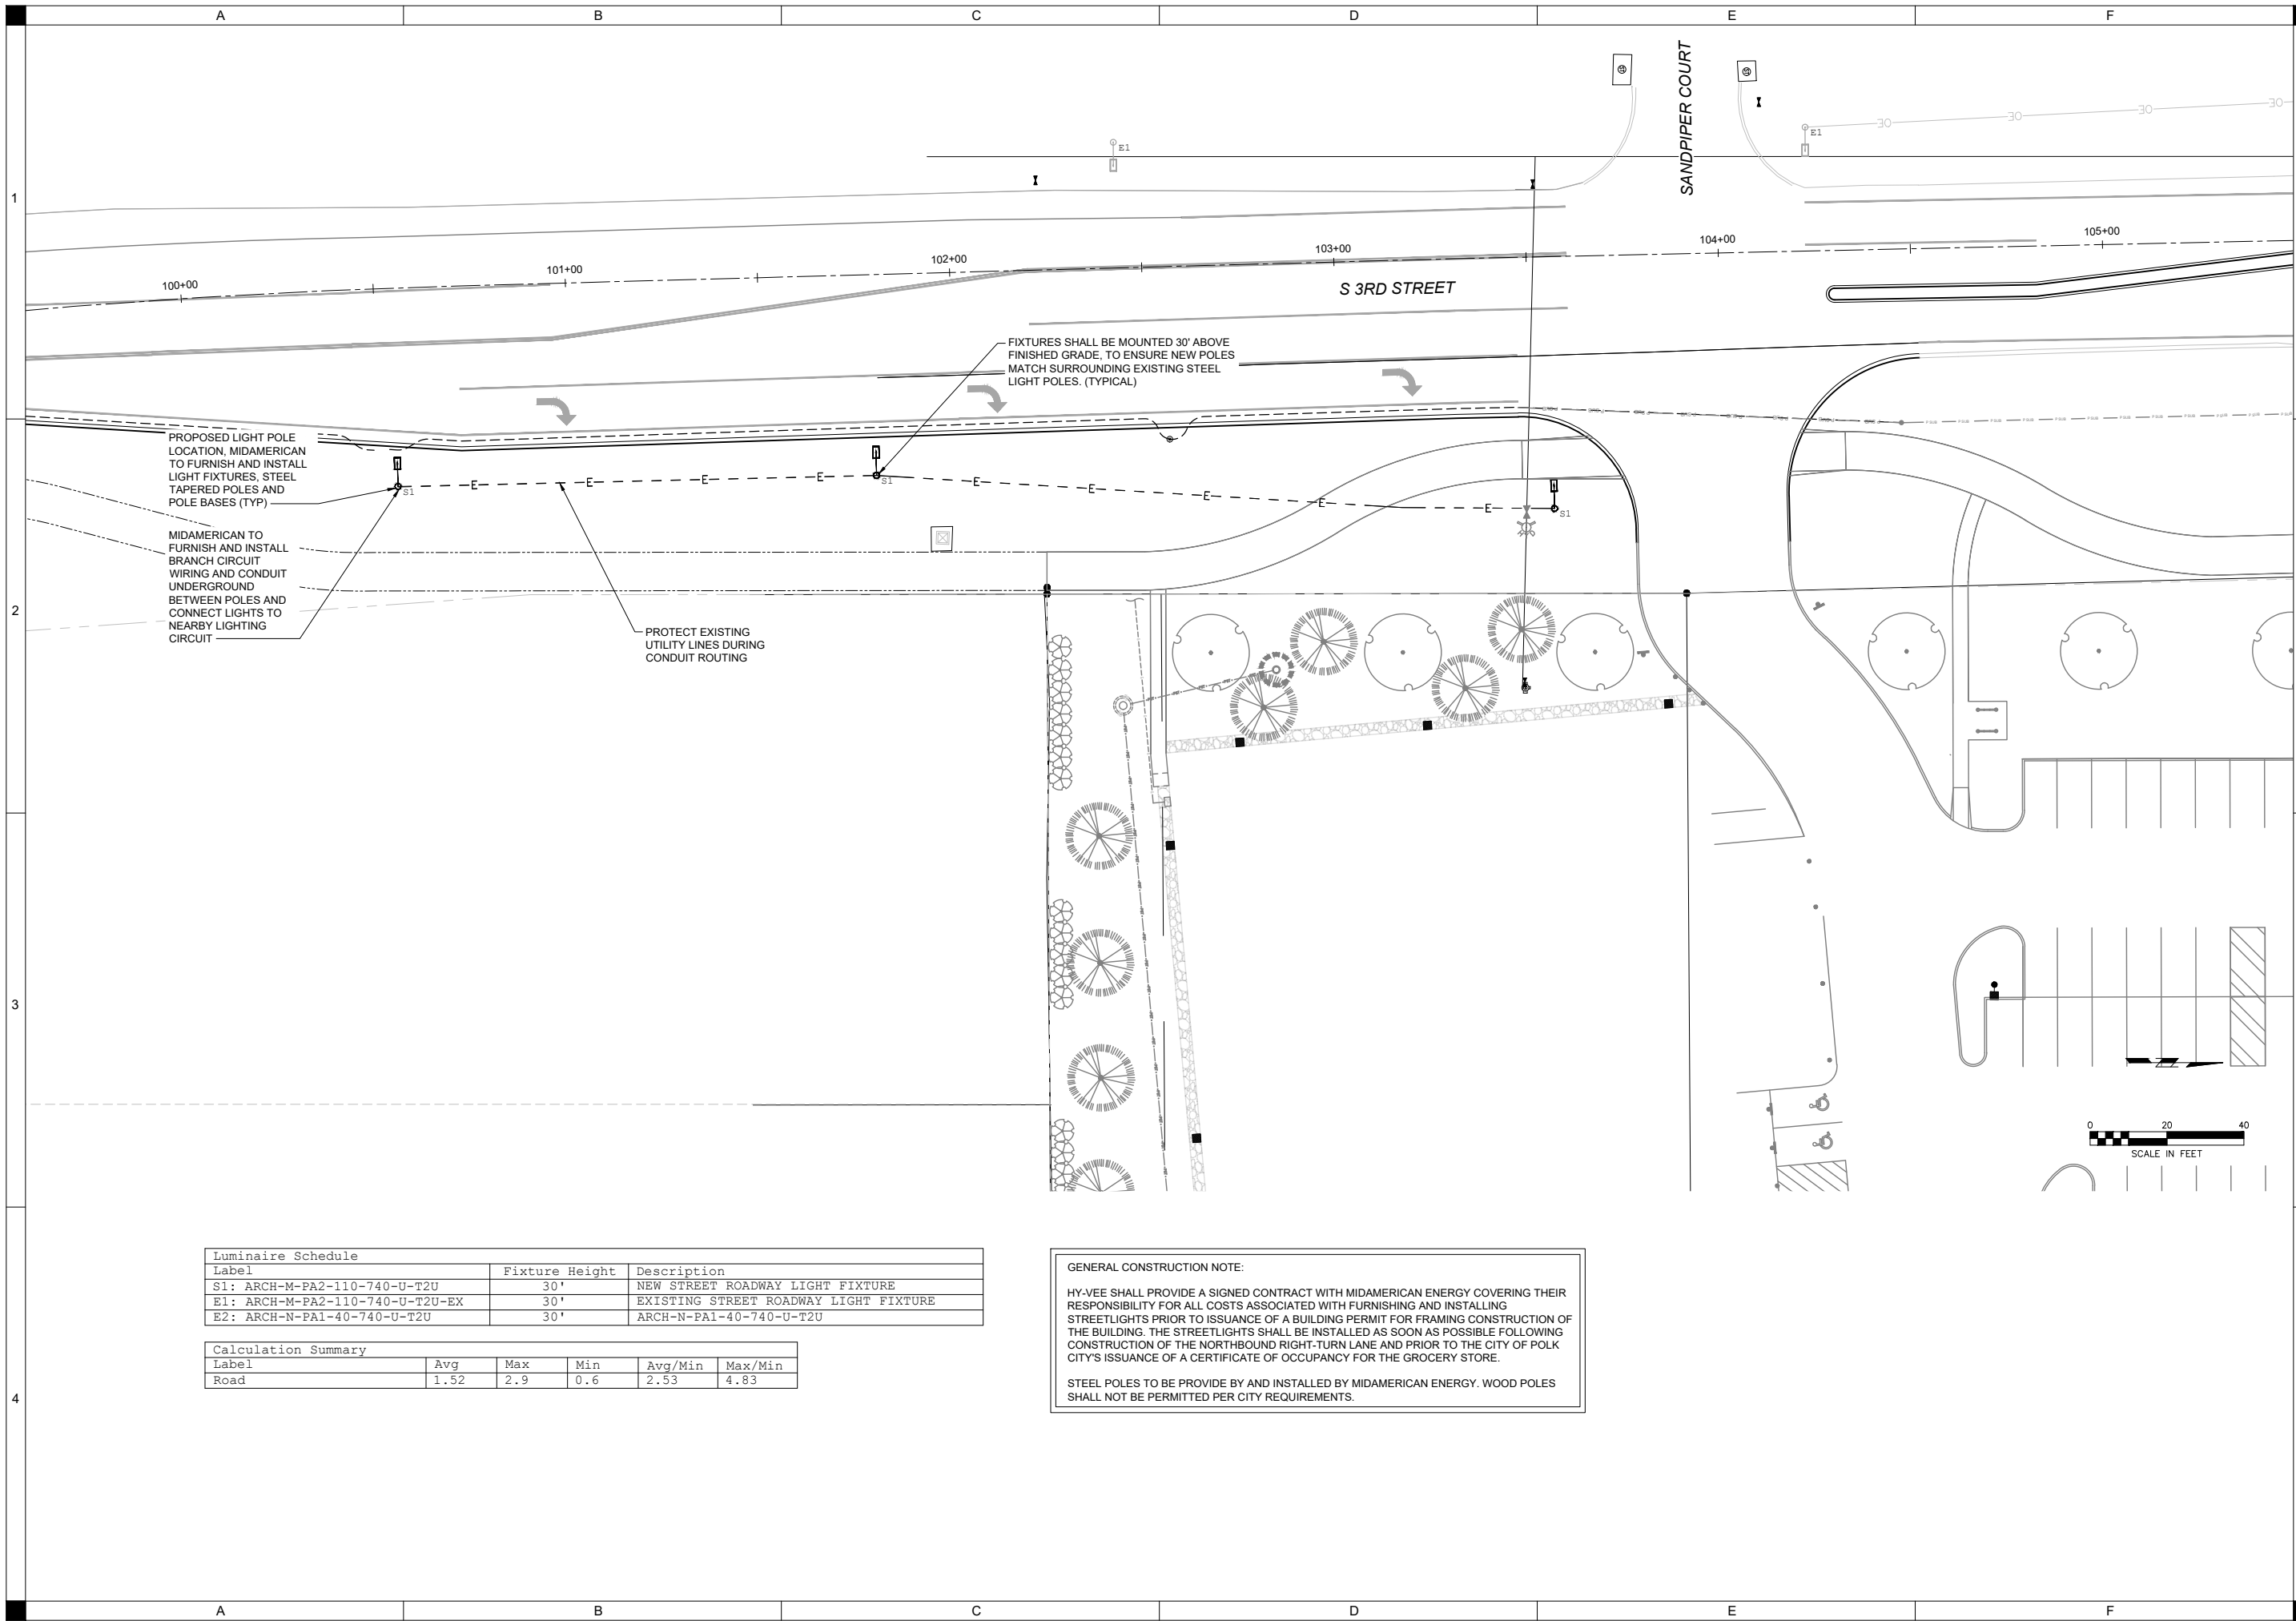 A B C D E F
SANDPIPER COURT
E1
E1
30 30 30 30
1
100+00
101+00
102+00
103+00
104+00
105+00
S 3RD STREET
FIXTURES SHALL BE MOUNTED 30' ABOVE
FINISHED GRADE, TO ENSURE NEW POLES
MATCH SURROUNDING EXISTING STEEL
LIGHT POLES. (TYPICAL)
PROPOSED LIGHT POLE
LOCATION, MIDAMERICAN
TO FURNISH AND INSTALL
LIGHT FIXTURES, STEEL
TAPERED POLES AND
POLE BASES (TYP)
S1 E E E E S1 E E E E E S1
MIDAMERICAN TO
FURNISH AND INSTALL
BRANCH CIRCUIT
WIRING AND CONDUIT
UNDERGROUND
BETWEEN POLES AND
CONNECT LIGHTS TO
NEARBY LIGHTING
CIRCUIT
2
PROTECT EXISTING
UTILITY LINES DURING
CONDUIT ROUTING
3
Z
0 20 40
SCALE IN FEET
Luminaire Schedule
Label Fixture Height Description
S1: ARCH-M-PA2-110-740-U-T2U 30' NEW STREET ROADWAY LIGHT FIXTURE
E1: ARCH-M-PA2-110-740-U-T2U-EX 30' EXISTING STREET ROADWAY LIGHT FIXTURE
E2: ARCH-N-PA1-40-740-U-T2U 30' ARCH-N-PA1-40-740-U-T2U
Calculation Summary
Label Avg Max Min Avg/Min Max/Min
Road 1.52 2.9 0.6 2.53 4.83
GENERAL CONSTRUCTION NOTE:
HY-VEE SHALL PROVIDE A SIGNED CONTRACT WITH MIDAMERICAN ENERGY COVERING THEIR
RESPONSIBILITY FOR ALL COSTS ASSOCIATED WITH FURNISHING AND INSTALLING
STREETLIGHTS PRIOR TO ISSUANCE OF A BUILDING PERMIT FOR FRAMING CONSTRUCTION OF
THE BUILDING. THE STREETLIGHTS SHALL BE INSTALLED AS SOON AS POSSIBLE FOLLOWING
CONSTRUCTION OF THE NORTHBOUND RIGHT-TURN LANE AND PRIOR TO THE CITY OF POLK
CITY'S ISSUANCE OF A CERTIFICATE OF OCCUPANCY FOR THE GROCERY STORE.
STEEL POLES TO BE PROVIDE BY AND INSTALLED BY MIDAMERICAN ENERGY. WOOD POLES
SHALL NOT BE PERMITTED PER CITY REQUIREMENTS.
4
A B C D E F